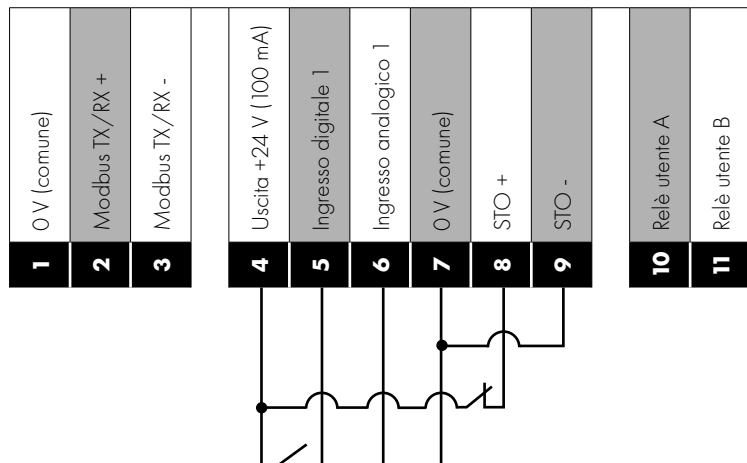 0 V (comune)
Modbus TX/RX +
Modbus TX/RX -
Uscita +24 V (100 mA)
Ingresso digitale 1
Ingresso analogico 1
0 V (comune)
STO +
STO -
Relè utente A
Relè utente B
1
2
3
4
5
6
7
8
9
10
11